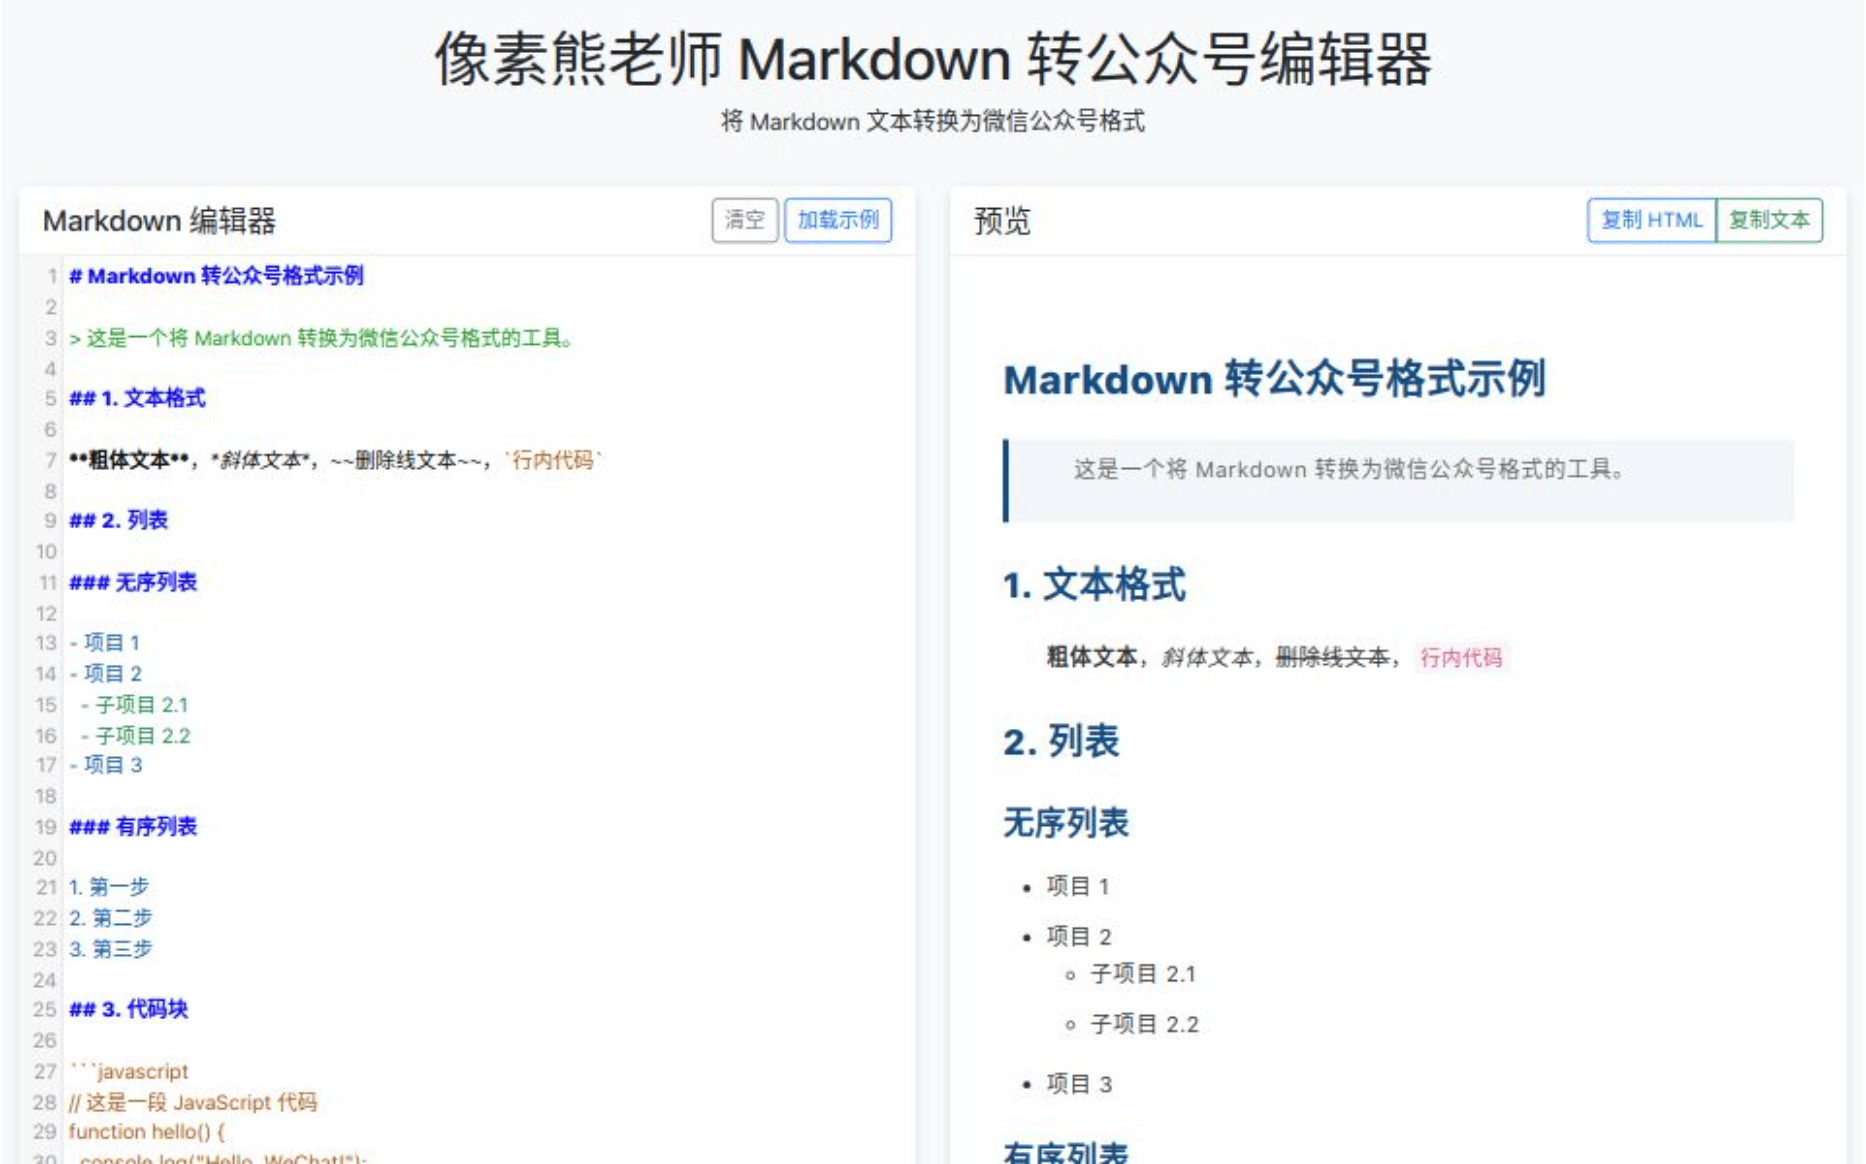 像素熊老师 Markdown 转公众号编辑器
将 Markdown 文本转换为微信公众号格式
Markdown 编辑器
清空
加载示例
1 # Markdown 转公众号格式示例
2
3 > 这是一个将 Markdown 转换为微信公众号格式的工具。
4
5 ## 1. 文本格式
6
7 **粗体文本**，*斜体文本*，~~删除线文本~~，`行内代码`
8
9 ## 2. 列表
10
11 ### 无序列表
12
13 - 项目 1
14 - 项目 2
15   - 子项目 2.1
16   - 子项目 2.2
17 - 项目 3
18
19 ### 有序列表
20
21 1. 第一步
22 2. 第二步
23 3. 第三步
24
25 ## 3. 代码块
26
27 ```javascript
28 // 这是一段 JavaScript 代码
29 function hello() {
30   console.log("Hello, WeChat!");
预览
复制 HTML
复制文本
Markdown 转公众号格式示例
这是一个将 Markdown 转换为微信公众号格式的工具。
1. 文本格式
粗体文本，斜体文本，删除线文本， 行内代码
2. 列表
无序列表
• 项目 1
• 项目 2
◦ 子项目 2.1
◦ 子项目 2.2
• 项目 3
有序列表